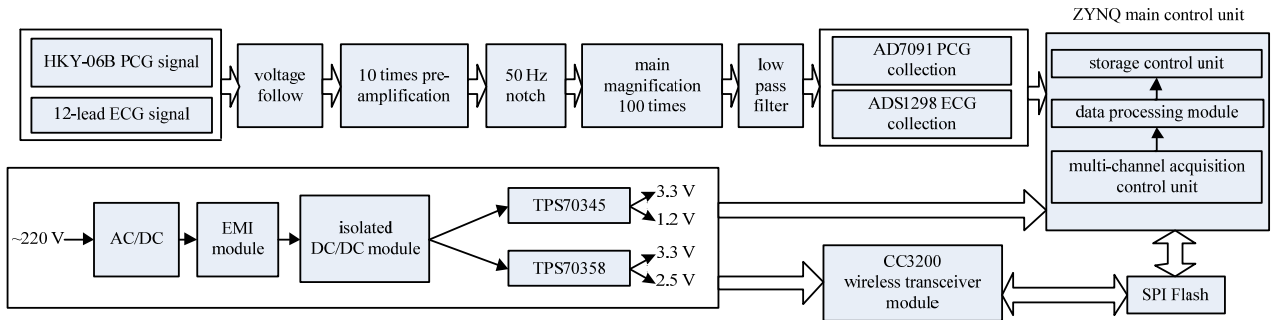 ZYNQ main control unit
HKY-06B PCG signal
12-lead ECG signal
voltage
follow
10 times pre-
amplification
50 Hz
notch
main
magnification
100 times
low
pass
filter
AD7091 PCG
collection
ADS1298 ECG
collection
storage control unit
data processing module
multi-channel acquisition
control unit
~220 V
AC/DC
EMI
module
isolated
DC/DC module
TPS70345
3.3 V
1.2 V
TPS70358
3.3 V
2.5 V
CC3200
wireless transceiver
module
SPI Flash